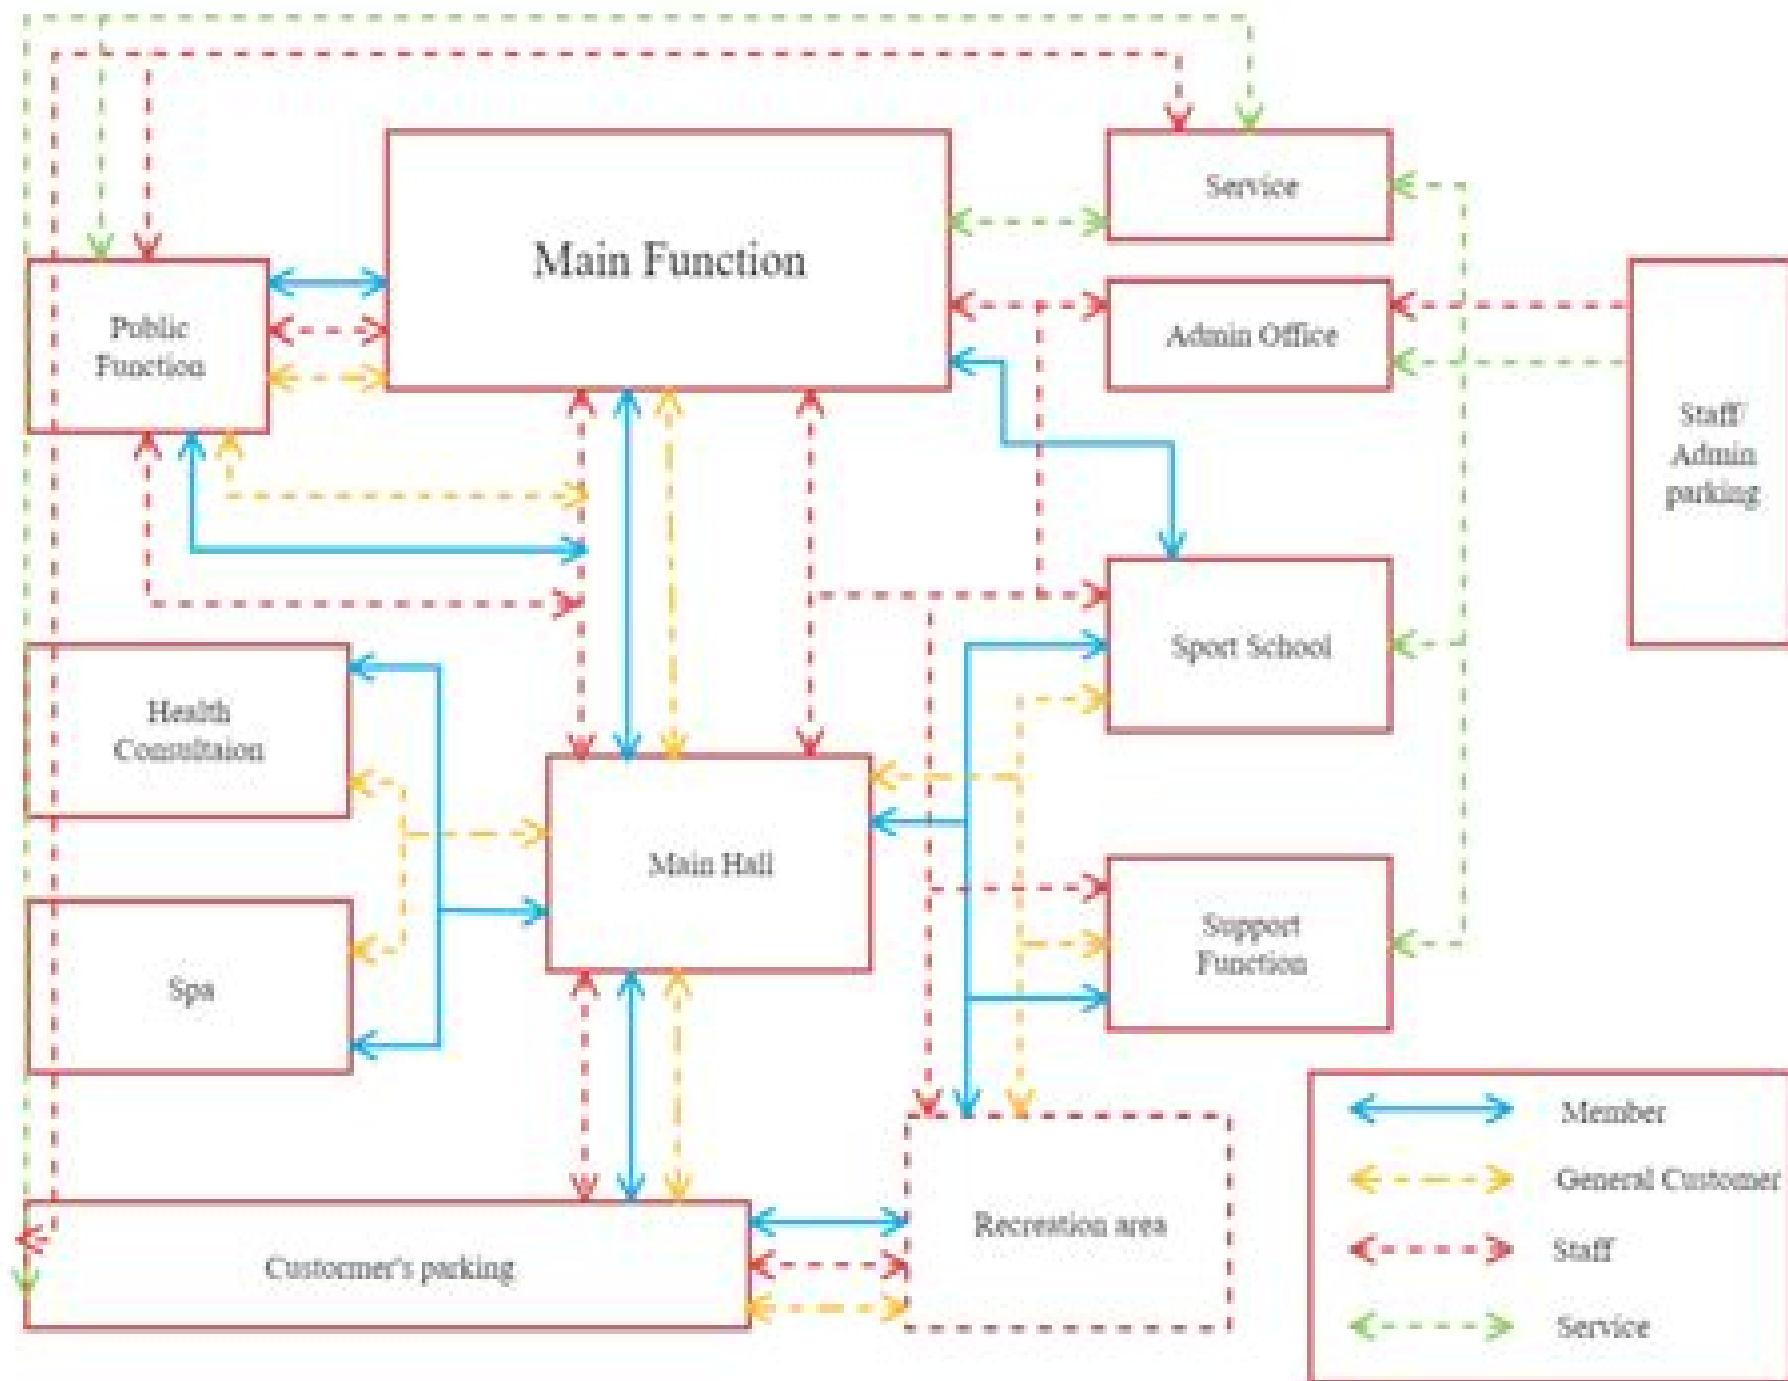 Service
Main Function
Public
Function
Admin Office
Staff/
Admin
parking
Sport School
Health
Consultaion
Main Hall
Support
Function
Spa
Recreation area
Custormer's parking
Member
General Customer
Staff
Service